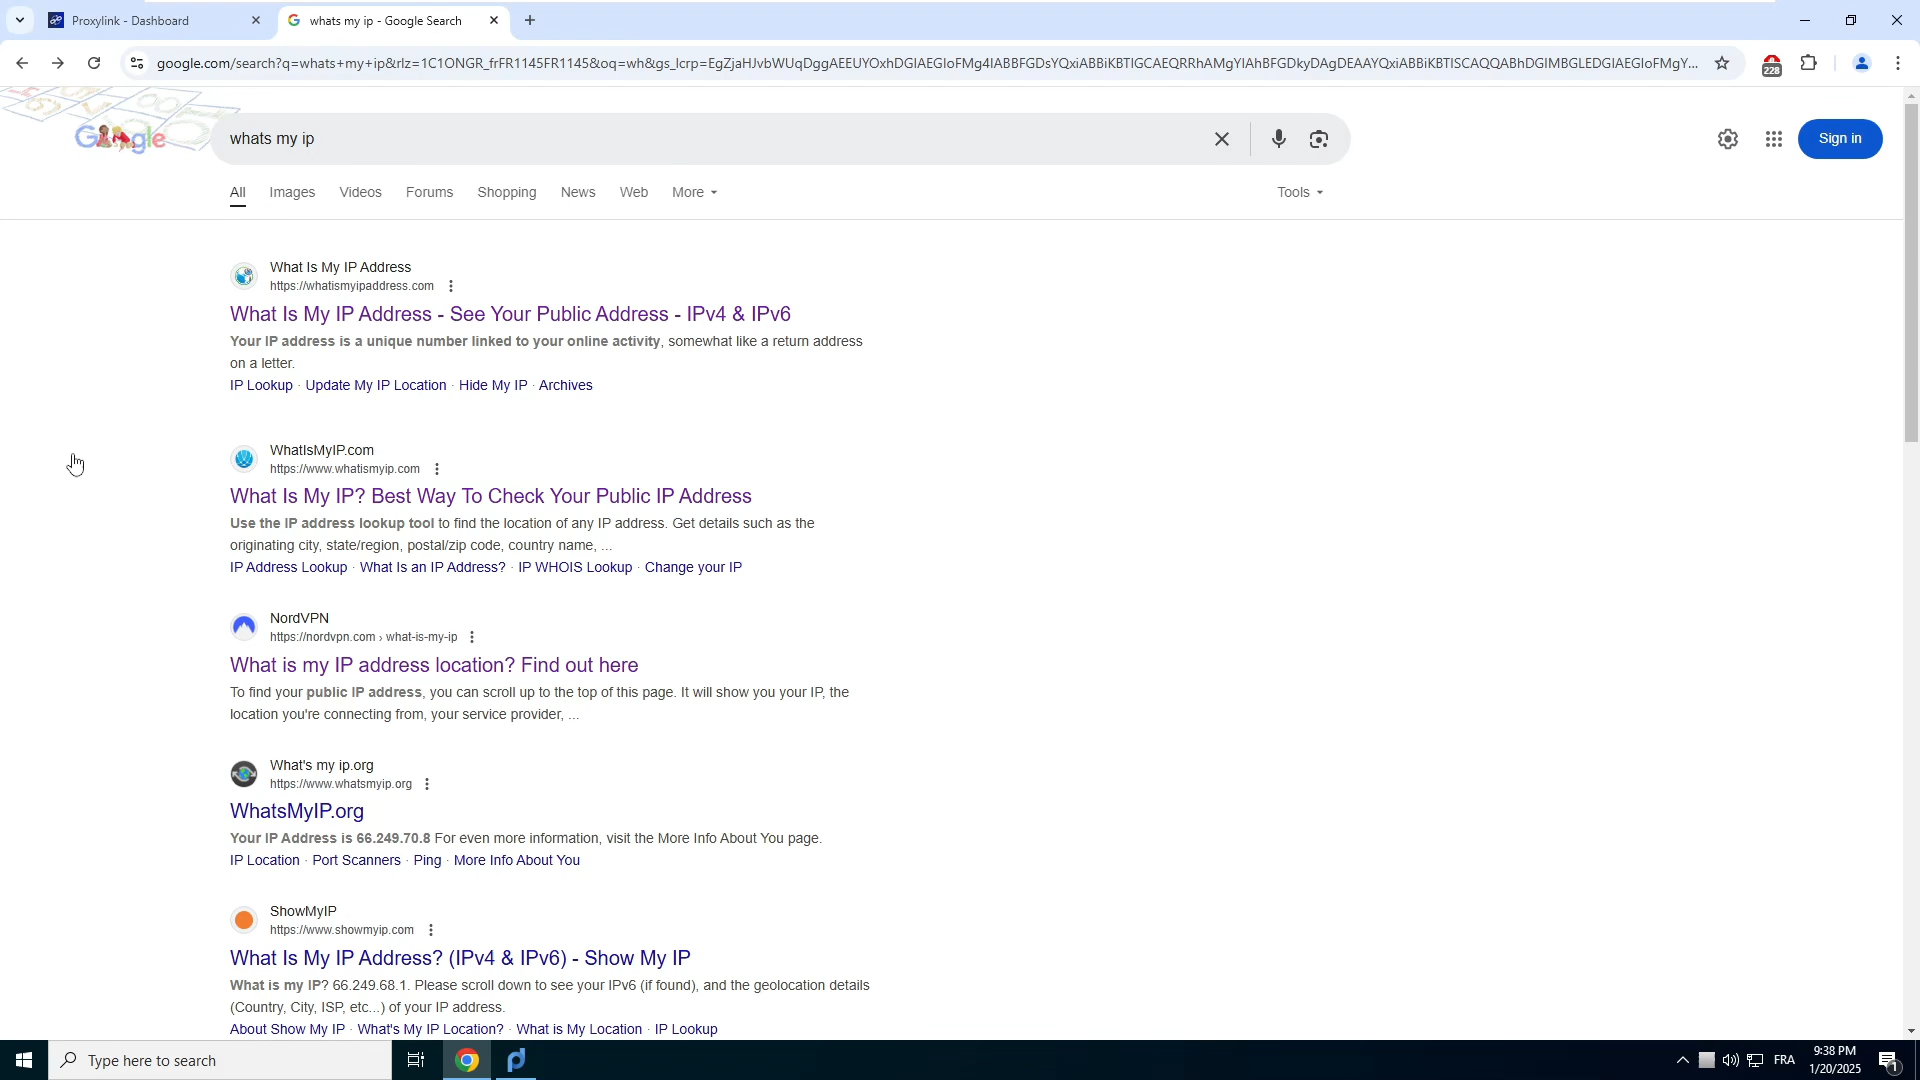 Proxylink - Dashboard
whats my ip - Google Search
google.com/search?q=whats+my+ip&rlz=1C1ONGR_frFR1145FR1145&oq=wh&gs_lcrp=EgZjaHJvbWUqDggAEEUYOxhDGIAEGIoFMg4IABBFGDsYQxiABBiKBTIGCAEQRRhAMgYIAhBFGDkyDAgDEAAYQxiABBiKBTISCAQQABhDGIMBGLEDGIAEGIoFMgY...
228
Google
whats my ip
Sign in
All
Images
Videos
Forums
Shopping
News
Web
More
Tools
What Is My IP Address
https://whatismyipaddress.com
What Is My IP Address - See Your Public Address - IPv4 & IPv6
Your IP address is a unique number linked to your online activity, somewhat like a return address
on a letter.
IP Lookup · Update My IP Location · Hide My IP · Archives
WhatIsMyIP.com
https://www.whatismyip.com
What Is My IP? Best Way To Check Your Public IP Address
Use the IP address lookup tool to find the location of any IP address. Get details such as the
originating city, state/region, postal/zip code, country name, ...
IP Address Lookup · What Is an IP Address? · IP WHOIS Lookup · Change your IP
NordVPN
https://nordvpn.com › what-is-my-ip
What is my IP address location? Find out here
To find your public IP address, you can scroll up to the top of this page. It will show you your IP, the
location you're connecting from, your service provider, ...
What's my ip.org
https://www.whatsmyip.org
WhatsMyIP.org
Your IP Address is 66.249.70.8 For even more information, visit the More Info About You page.
IP Location · Port Scanners · Ping · More Info About You
ShowMyIP
https://www.showmyip.com
What Is My IP Address? (IPv4 & IPv6) - Show My IP
What is my IP? 66.249.68.1. Please scroll down to see your IPv6 (if found), and the geolocation details
(Country, City, ISP, etc...) of your IP address.
About Show My IP · What's My IP Location? · What is My Location · IP Lookup
Type here to search
FRA
9:38 PM
1/20/2025
1